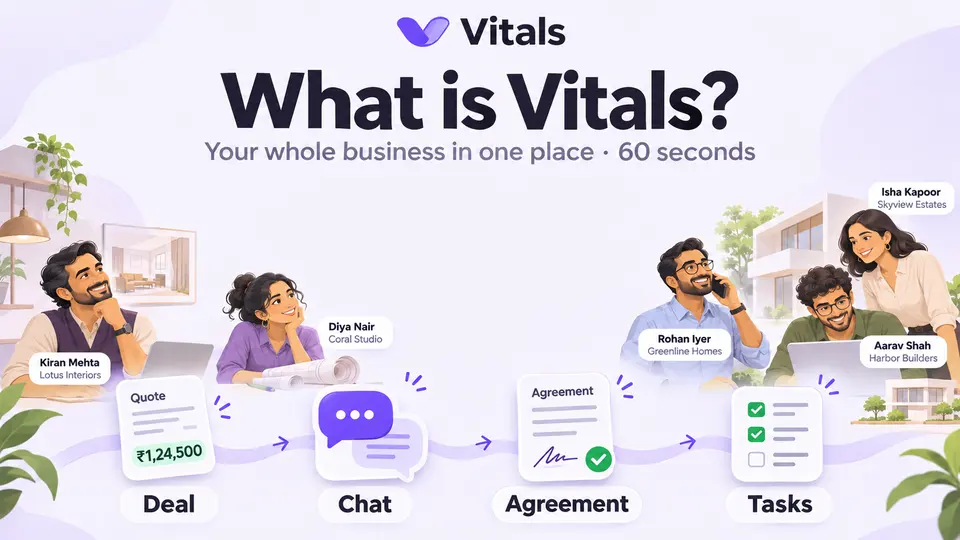 Vitals
What is Vitals?
Your whole business in one place · 60 seconds
Isha Kapoor
Skyview Estates
Diya Nair
Coral Studio
Rohan Iyer
Greenline Homes
Aarav Shah
Harbor Builders
Kiran Mehta
Lotus Interiors
Quote
₹1,24,500
Agreement
Deal
Chat
Agreement
Tasks